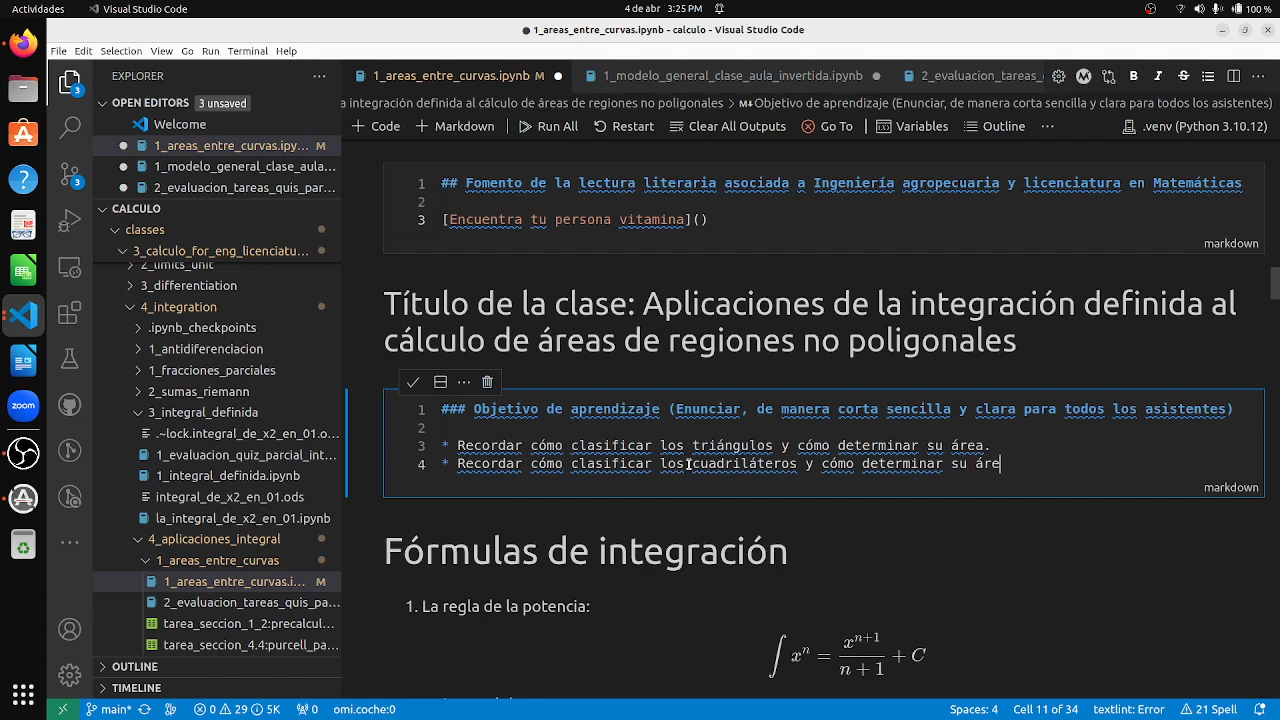 Actividades Visual Studio Code 4 de abr 3:25 PM 100 %
1_areas_entre_curvas.ipynb - calculo - Visual Studio Code
File Edit Selection View Go Run Terminal Help
EXPLORER
1_areas_entre_curvas.ipynb M 1_modelo_general_clase_aula_invertida.ipynb 2_evaluacion_tareas_
OPEN EDITORS 3 unsaved
la integración definida al cálculo de áreas de regiones no poligonales > Objetivo de aprendizaje (Enunciar, de manera corta sencilla y clara para todos los asistentes)
Welcome
+ Code + Markdown Run All Restart Clear All Outputs Go To Variables Outline ... .venv (Python 3.10.12)
1_areas_entre_curvas.ipy... M
1_modelo_general_clase_aula...
2_evaluacion_tareas_quis_par...
CALCULO
classes
3_calculo_for_eng_licenciatu...
2_limits_unit
3_differentiation
4_integration
.ipynb_checkpoints
1_antidiferenciacion
1_fracciones_parciales
2_sumas_riemann
3_integral_definida
.~lock.integral_de_x2_en_01.o...
1_evaluacion_quiz_parcial_int...
1_integral_definida.ipynb
integral_de_x2_en_01.ods
la_integral_de_x2_en_01.ipynb
4_aplicaciones_integral
1_areas_entre_curvas
1_areas_entre_curvas.i... M
2_evaluacion_tareas_quis_pa...
tarea_seccion_1_2:precalcul...
tarea_seccion_4.4:purcell_pa...
OUTLINE
TIMELINE
1 ## Fomento de la lectura literaria asociada a Ingeniería agropecuaria y licenciatura en Matemáticas
2
3 [Encuentra tu persona vitamina]()
markdown
Título de la clase: Aplicaciones de la integración definida al
cálculo de áreas de regiones no poligonales
1 ### Objetivo de aprendizaje (Enunciar, de manera corta sencilla y clara para todos los asistentes)
2
3 * Recordar cómo clasificar los triángulos y cómo determinar su área.
4 * Recordar cómo clasificar los cuadriláteros y cómo determinar su áre
markdown
Fórmulas de integración
1. La regla de la potencia:
∫ xⁿ = xⁿ⁺¹ / (n + 1) + C
zoom
main* 0 29 5K 0 omi.coche:0 Spaces: 4 Cell 11 of 34 textlint: Error 21 Spell